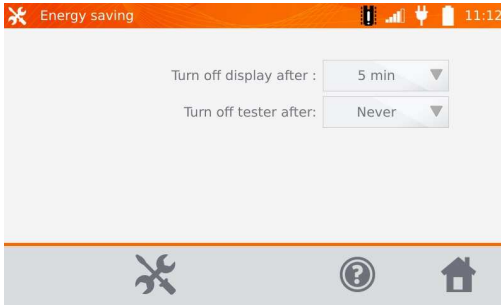 Energy saving 11:12
Turn off display after : 5 min
Turn off tester after: Never